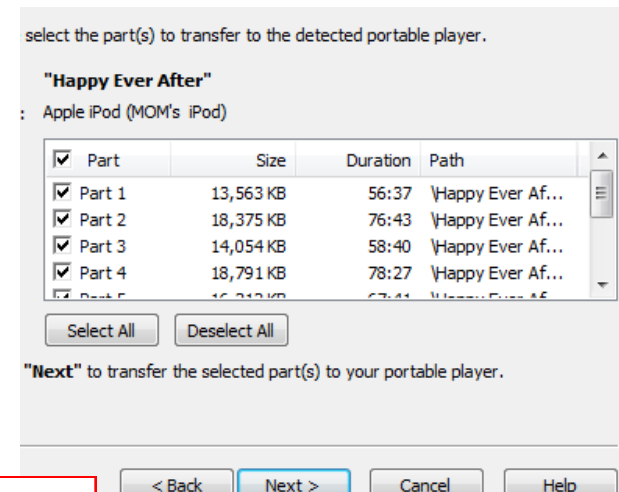 select the part(s) to transfer to the detected portable player.
"Happy Ever After"
: Apple iPod (MOM's iPod)
Part Size Duration Path
Part 1 13,563 KB 56:37 \Happy Ever Af...
Part 2 18,375 KB 76:43 \Happy Ever Af...
Part 3 14,054 KB 58:40 \Happy Ever Af...
Part 4 18,791 KB 78:27 \Happy Ever Af...
Select All Deselect All
"Next" to transfer the selected part(s) to your portable player.
< Back Next > Cancel Help